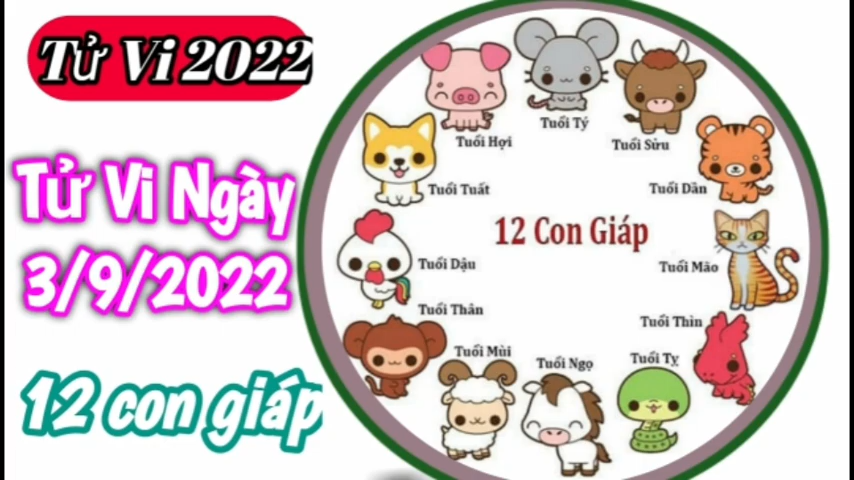 Tử Vi 2022
Tử Vi Ngày
3/9/2022
12 con giáp
12 Con Giáp
Tuổi Tý
Tuổi Sửu
Tuổi Dần
Tuổi Mão
Tuổi Thìn
Tuổi Tỵ
Tuổi Ngọ
Tuổi Mùi
Tuổi Thân
Tuổi Dậu
Tuổi Tuất
Tuổi Hợi